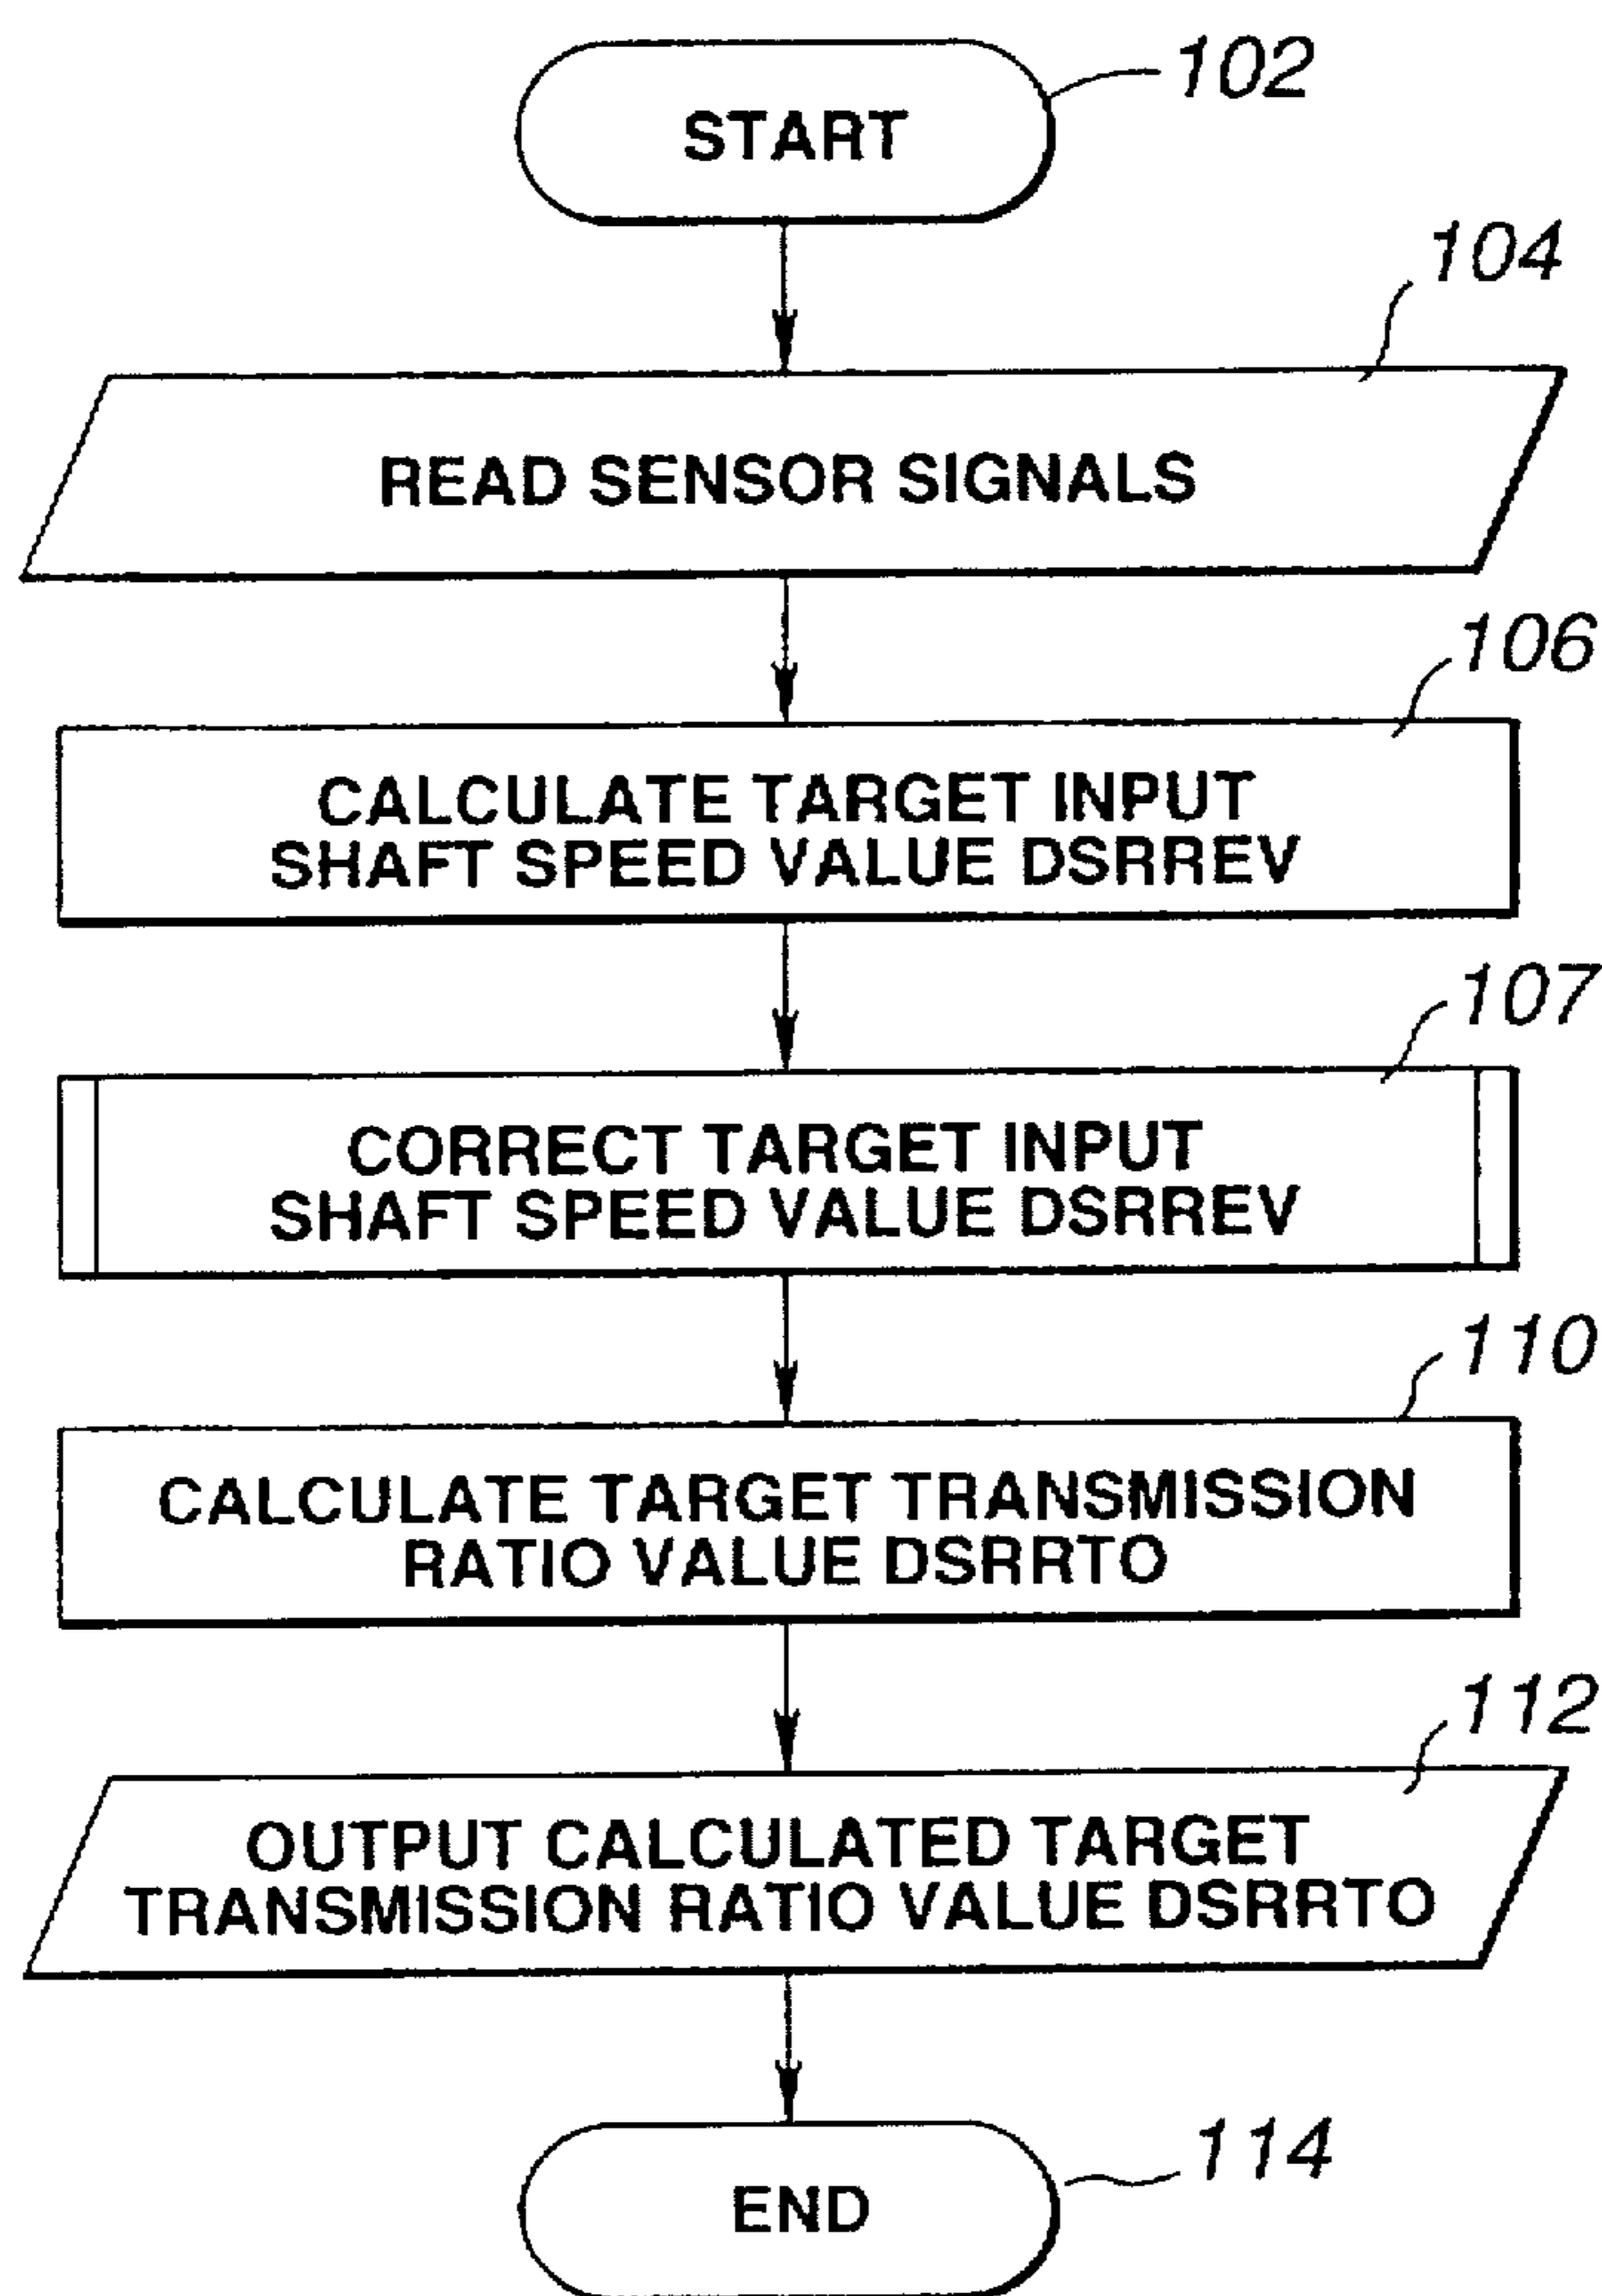 102
START
104
READ SENSOR SIGNALS
106
CALCULATE TARGET INPUT
SHAFT SPEED VALUE DSRREV
107
CORRECT TARGET INPUT
SHAFT SPEED VALUE DSRREV
110
CALCULATE TARGET TRANSMISSION
RATIO VALUE DSRRTO
112
OUTPUT CALCULATED TARGET
TRANSMISSION RATIO VALUE DSRRTO
114
END